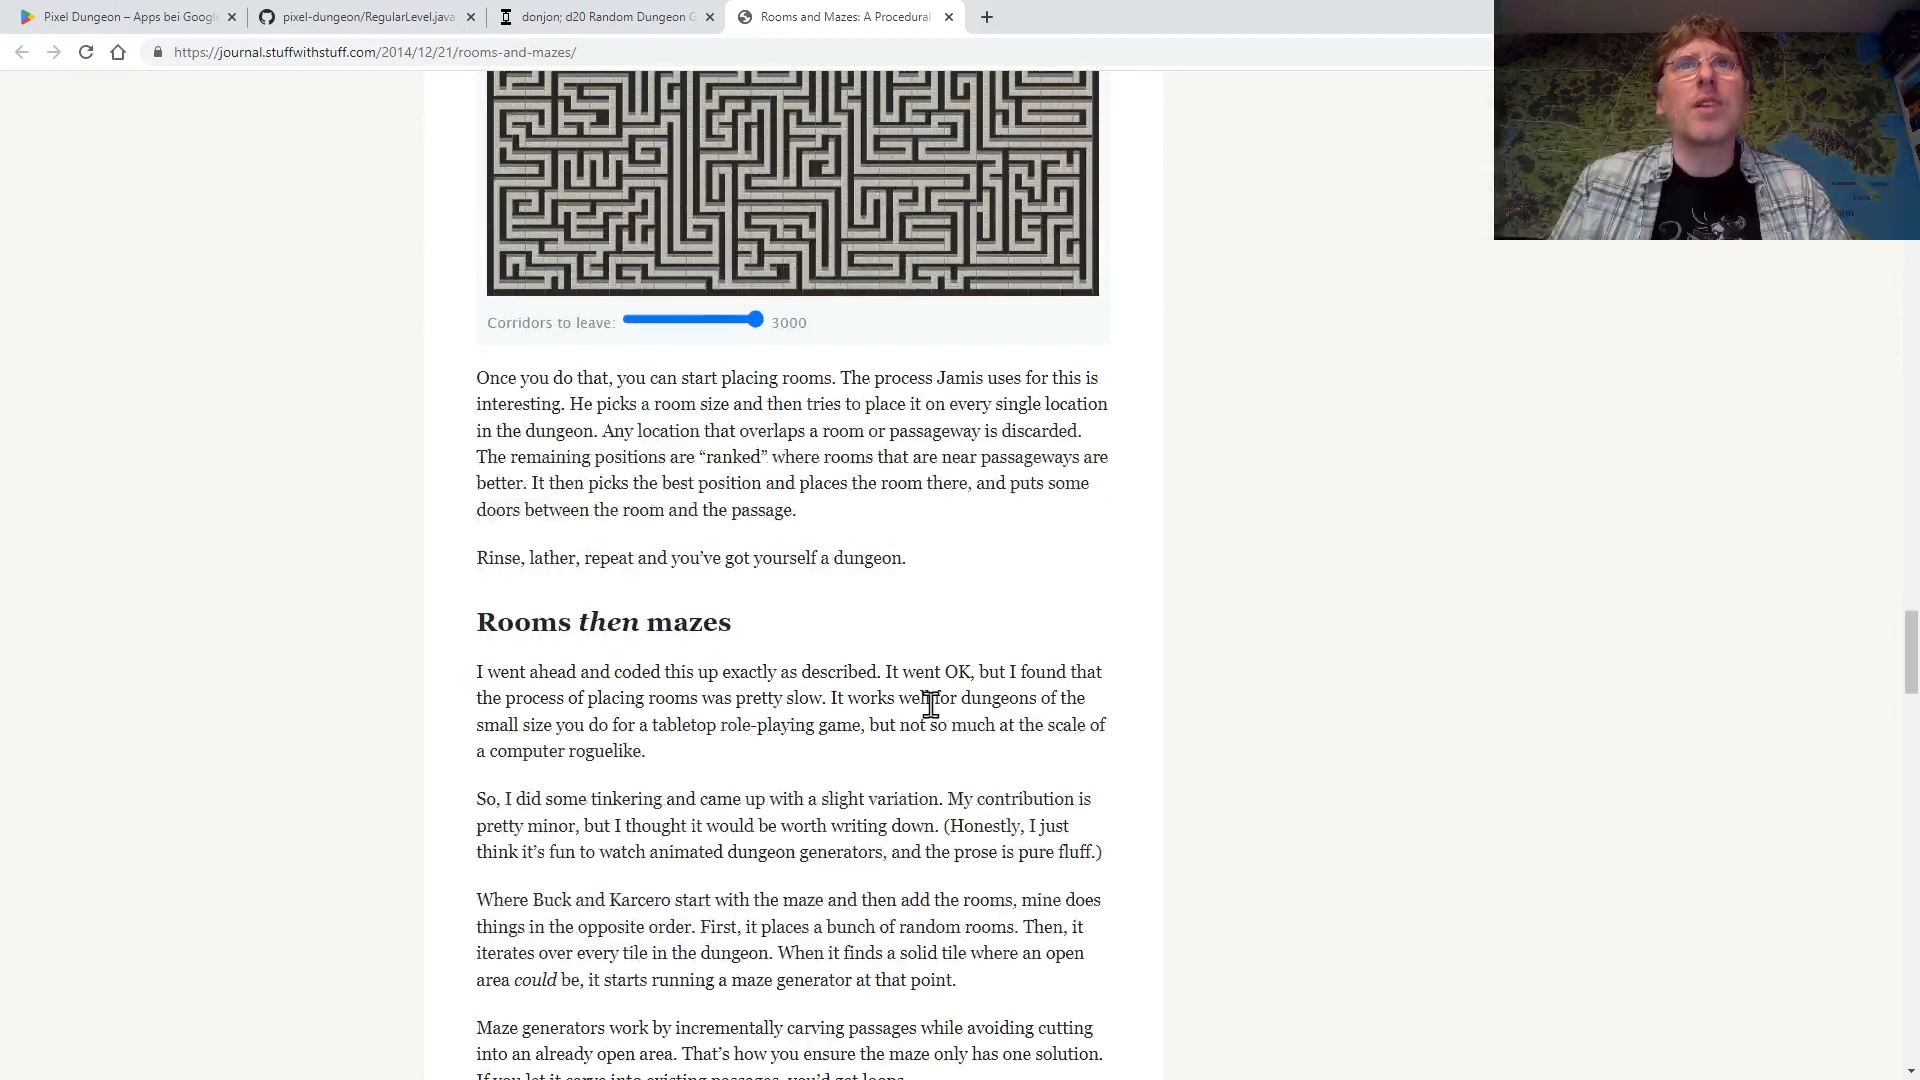 Pixel Dungeon – Apps bei Google
pixel-dungeon/RegularLevel.java
donjon; d20 Random Dungeon G
Rooms and Mazes: A Procedural
https://journal.stuffwithstuff.com/2014/12/21/rooms-and-mazes/
Corridors to leave: 3000
Once you do that, you can start placing rooms. The process Jamis uses for this is
interesting. He picks a room size and then tries to place it on every single location
in the dungeon. Any location that overlaps a room or passageway is discarded.
The remaining positions are “ranked” where rooms that are near passageways are
better. It then picks the best position and places the room there, and puts some
doors between the room and the passage.
Rinse, lather, repeat and you’ve got yourself a dungeon.
Rooms then mazes
I went ahead and coded this up exactly as described. It went OK, but I found that
the process of placing rooms was pretty slow. It works well for dungeons of the
small size you do for a tabletop role-playing game, but not so much at the scale of
a computer roguelike.
So, I did some tinkering and came up with a slight variation. My contribution is
pretty minor, but I thought it would be worth writing down. (Honestly, I just
think it’s fun to watch animated dungeon generators, and the prose is pure fluff.)
Where Buck and Karcero start with the maze and then add the rooms, mine does
things in the opposite order. First, it places a bunch of random rooms. Then, it
iterates over every tile in the dungeon. When it finds a solid tile where an open
area could be, it starts running a maze generator at that point.
Maze generators work by incrementally carving passages while avoiding cutting
into an already open area. That’s how you ensure the maze only has one solution.
If you let it carve into existing passages, you’d get loops.